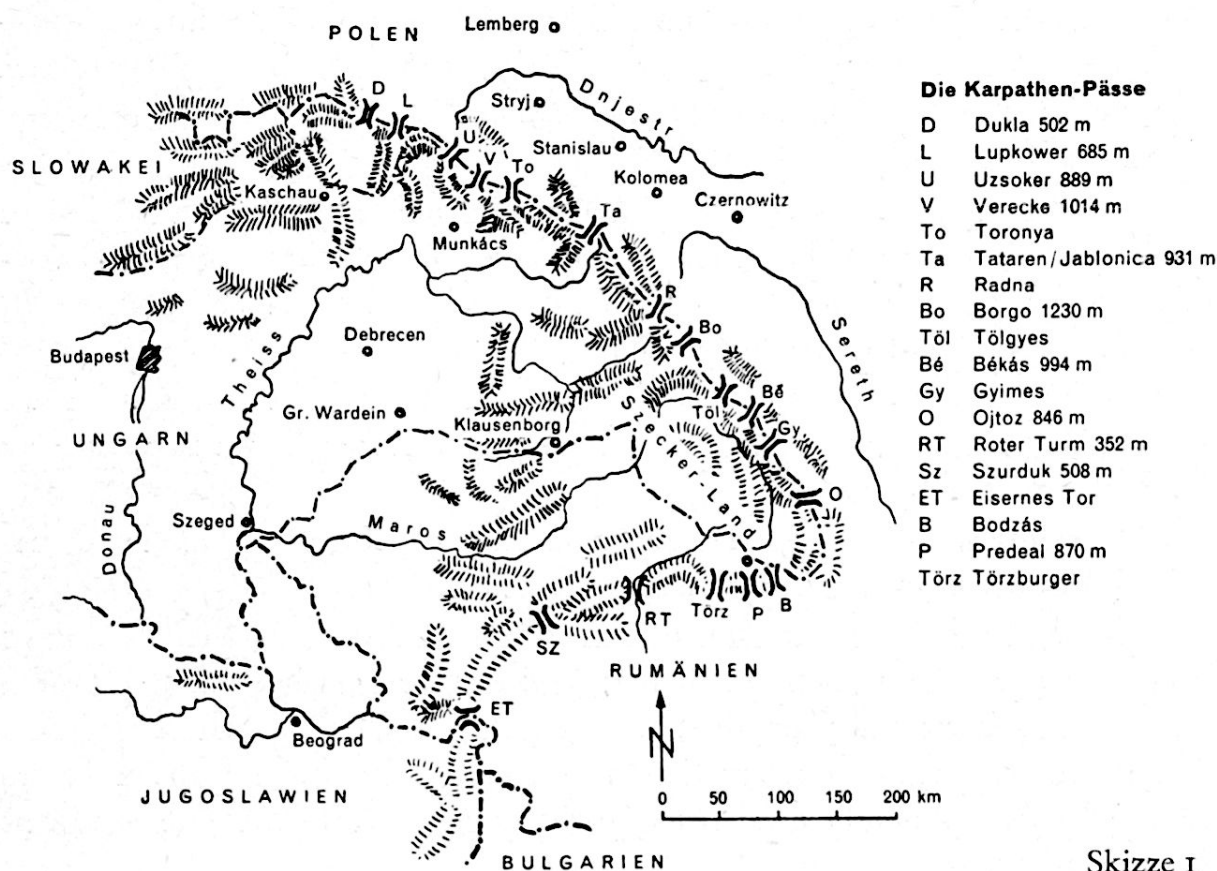 Lemberg
POLEN
D
L
Stryj
Dnjestr
U
Stanislau
SLOWAKEI
V
To
Kolomea
Kaschau
Czernowitz
Ta
Munkács
R
Bo
Debrecen
Budapest
Theiss
Sereth
Bé
Gr. Wardein
Töl
Klausenborg
Szecker-Land
Gy
UNGARN
O
Szeged
Maros
Donau
RT
Törz
P
B
SZ
RUMÄNIEN
ET
N
Beograd
JUGOSLAWIEN
0 50 100 150 200 km
BULGARIEN
Die Karpathen-Pässe
D Dukla 502 m
L Lupkower 685 m
U Uzsoker 889 m
V Verecke 1014 m
To Toronya
Ta Tataren/Jablonica 931 m
R Radna
Bo Borgo 1230 m
Töl Tölgyes
Bé Békás 994 m
Gy Gyimes
O Ojtoz 846 m
RT Roter Turm 352 m
Sz Szurduk 508 m
ET Eisernes Tor
B Bodzás
P Predeal 870 m
Törz Törzburger
Skizze 1